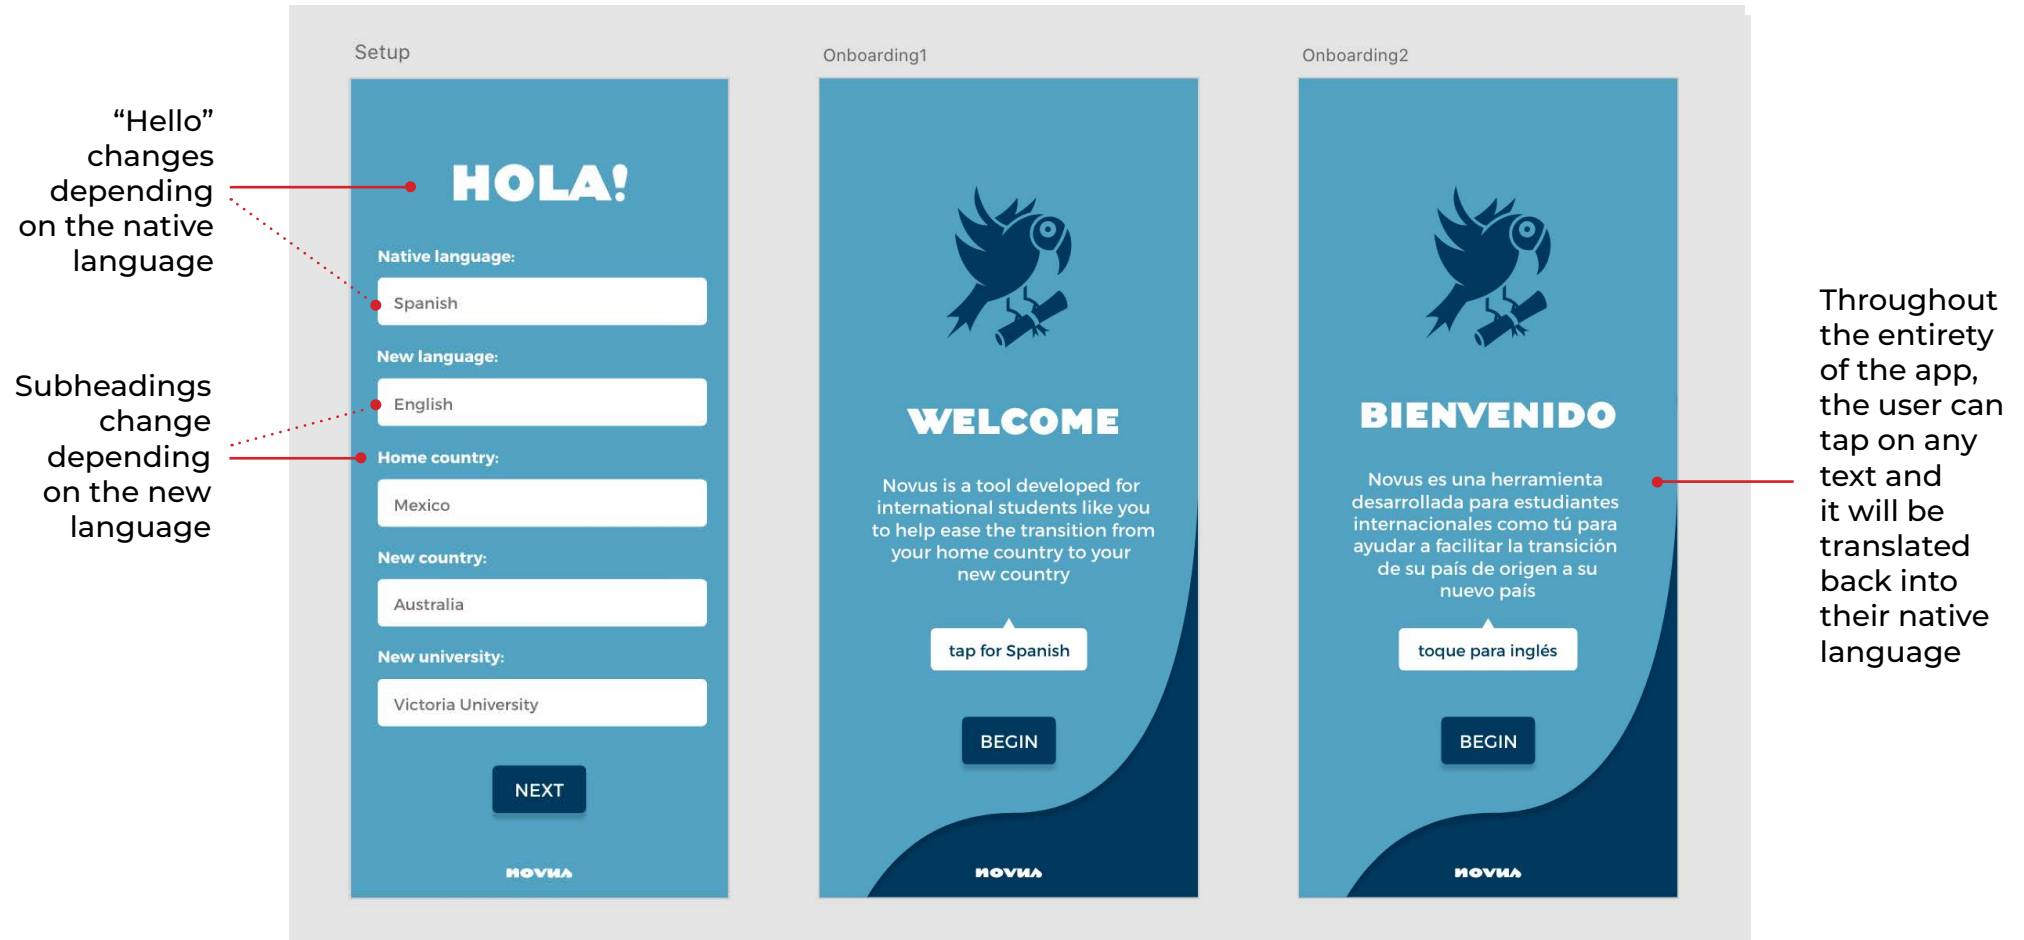 Setup
Onboarding1
Onboarding2
“Hello”
changes
depending
on the native
language
Subheadings
change
depending
on the new
language
HOLA!
Native language:
Spanish
New language:
English
Home country:
Mexico
New country:
Australia
New university:
Victoria University
NEXT
NOVUS
WELCOME
Novus is a tool developed for
international students like you
to help ease the transition from
your home country to your
new country
tap for Spanish
BEGIN
NOVUS
BIENVENIDO
Novus es una herramienta
desarrollada para estudiantes
internacionales como tú para
ayudar a facilitar la transición
de su país de origen a su
nuevo país
toque para inglés
BEGIN
NOVUS
Throughout
the entirety
of the app,
the user can
tap on any
text and
it will be
translated
back into
their native
language